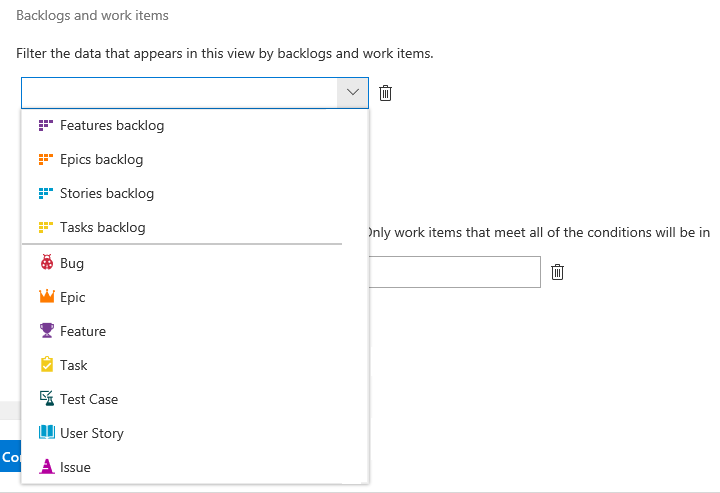 Backlogs and work items
Filter the data that appears in this view by backlogs and work items.
Features backlog
Epics backlog
Stories backlog
Tasks backlog
Only work items that meet all of the conditions will be in
Bug
Epic
Feature
Task
Test Case
User Story
Co
Issue